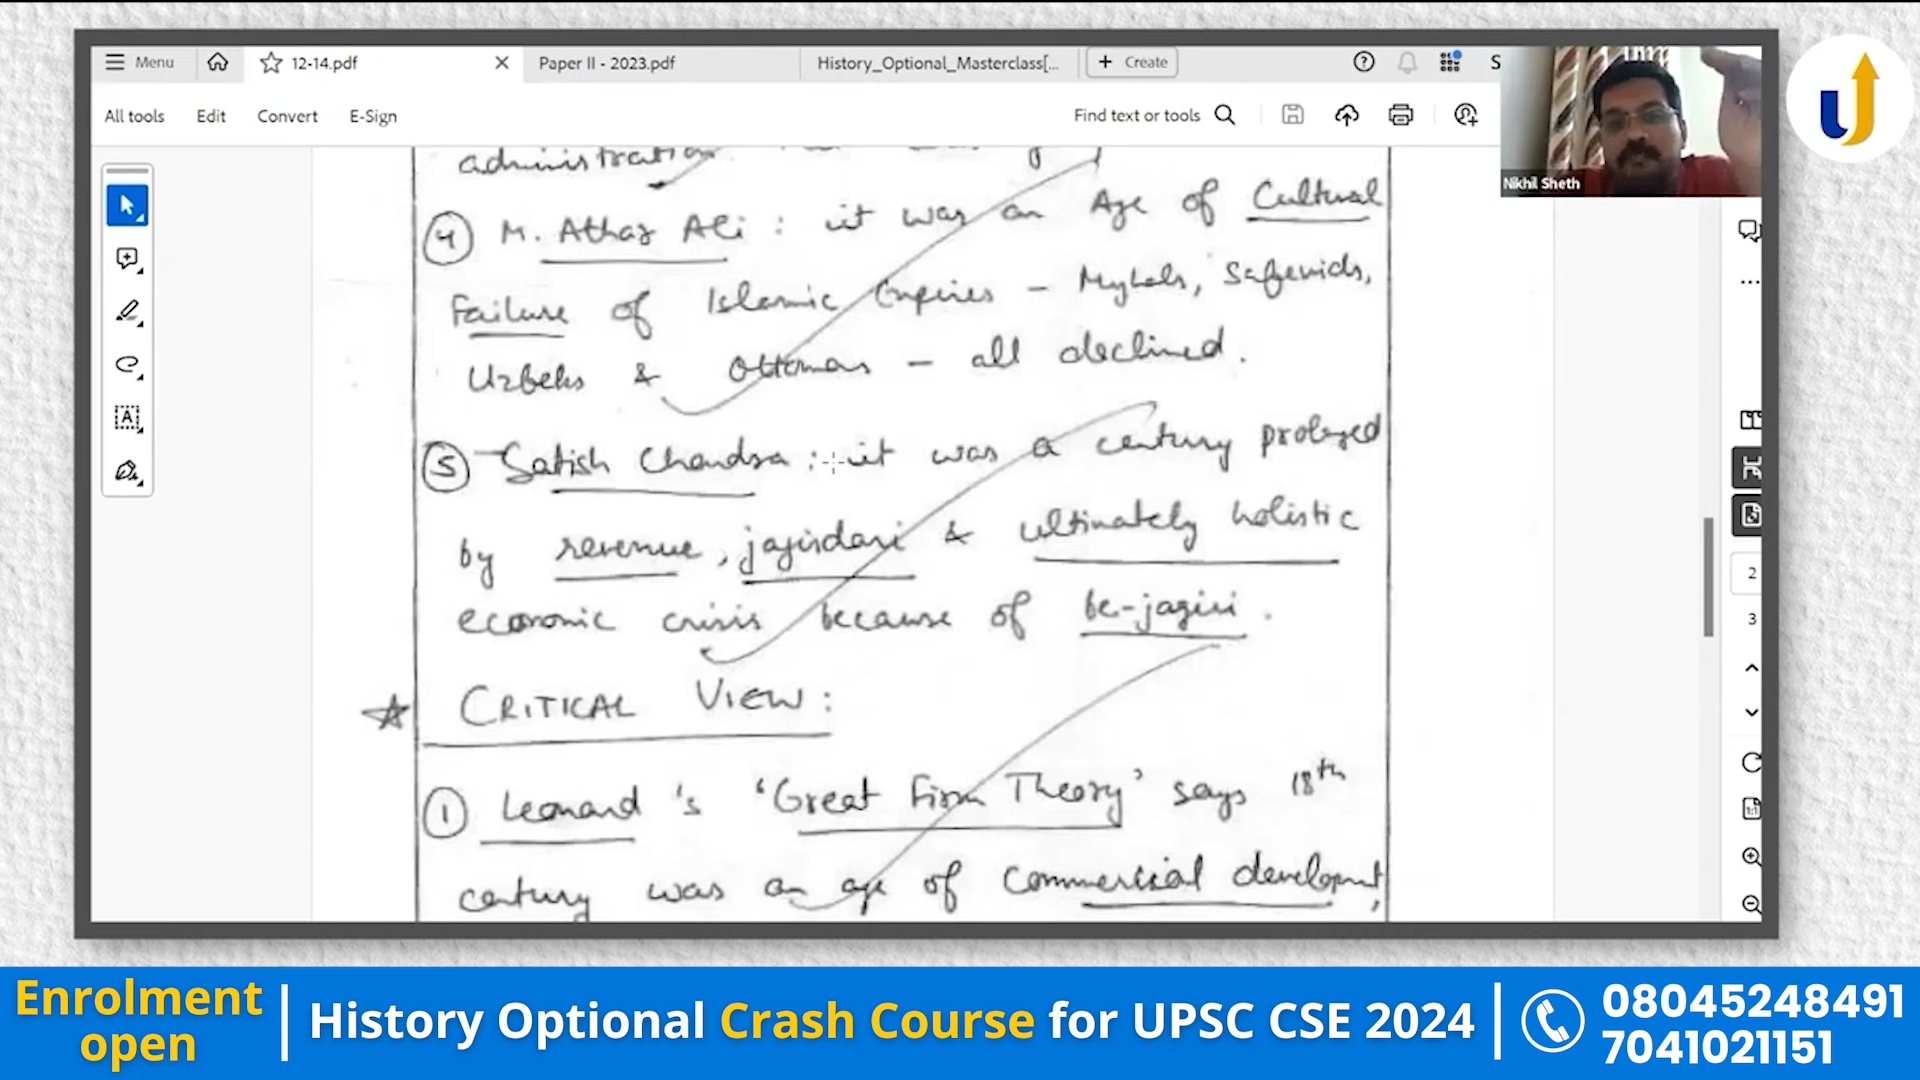 Menu
12-14.pdf
Paper II - 2023.pdf
History_Optional_Masterclass[...
+ Create
S
All tools
Edit
Convert
E-Sign
Find text or tools
Nikhil Sheth
administration
④ M. Athar Ali : it was an Age of Cultural
Failure of Islamic Empires - Mughals, Safavids,
Uzbeks & Ottomans - all declined.
⑤ Satish Chandra : it was a century
by revenue, jagirdari & ultimately holistic
economic crisis because of be-jagiri.
CRITICAL VIEW :
① Leonard's 'Great Firm Theory' says 18th
century was an age of commercial development,
2
3
Enrolment
open
History Optional Crash Course for UPSC CSE 2024
08045248491
7041021151